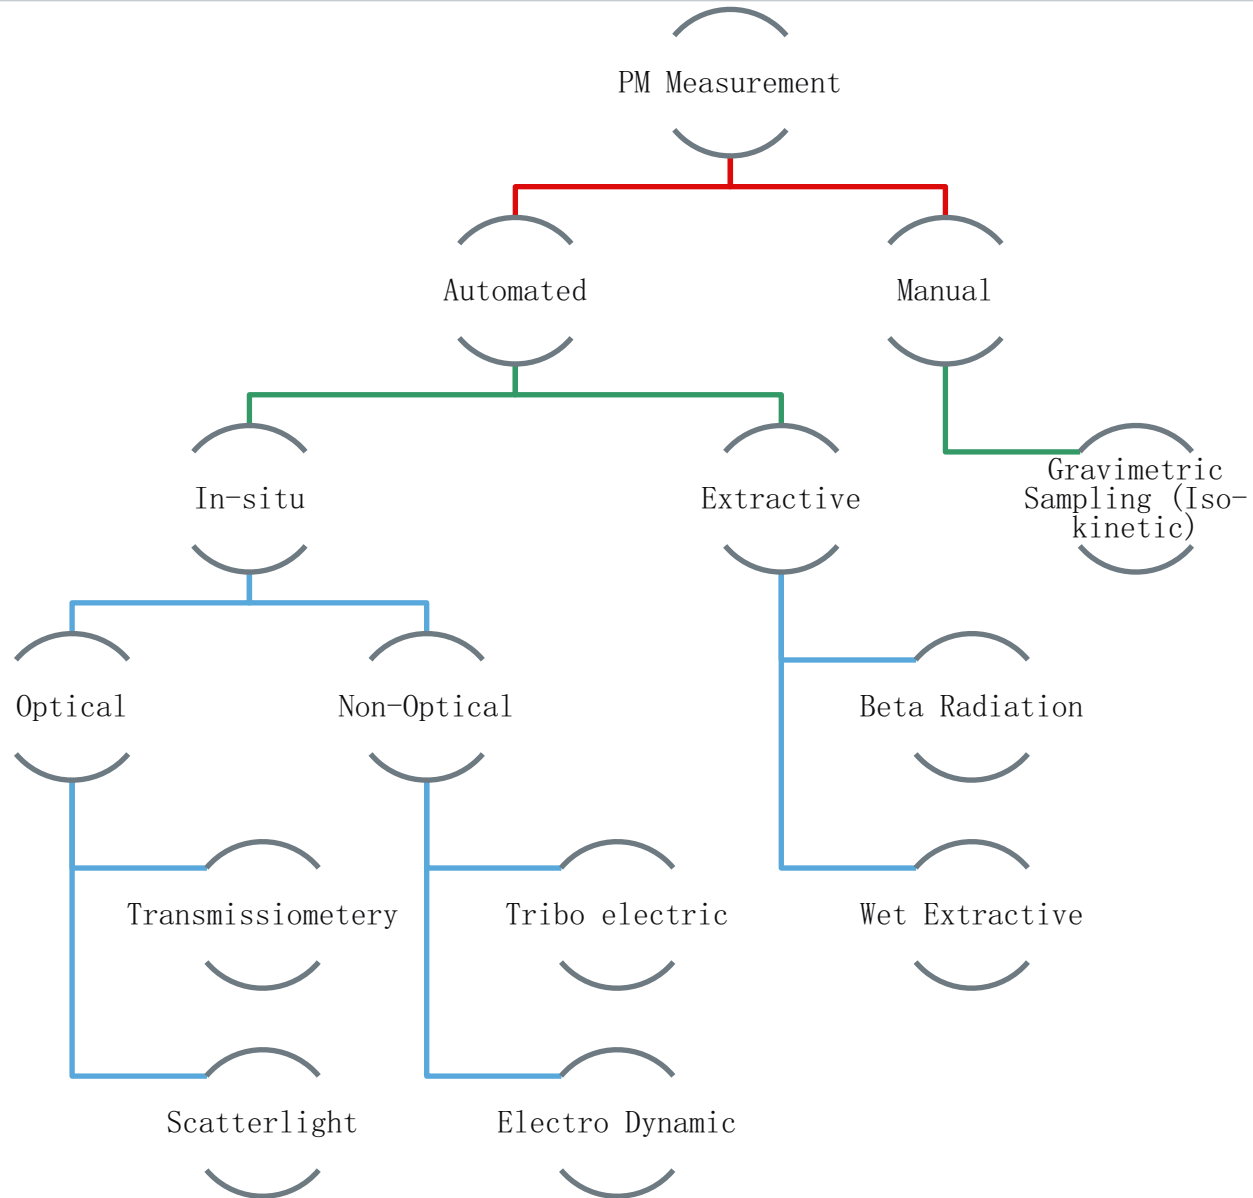 PM Measurement
Automated
Manual
In-situ
Extractive
Gravimetric
Sampling (Iso-
kinetic)
Optical
Non-Optical
Beta Radiation
Transmissiometery
Tribo electric
Wet Extractive
Scatterlight
Electro Dynamic